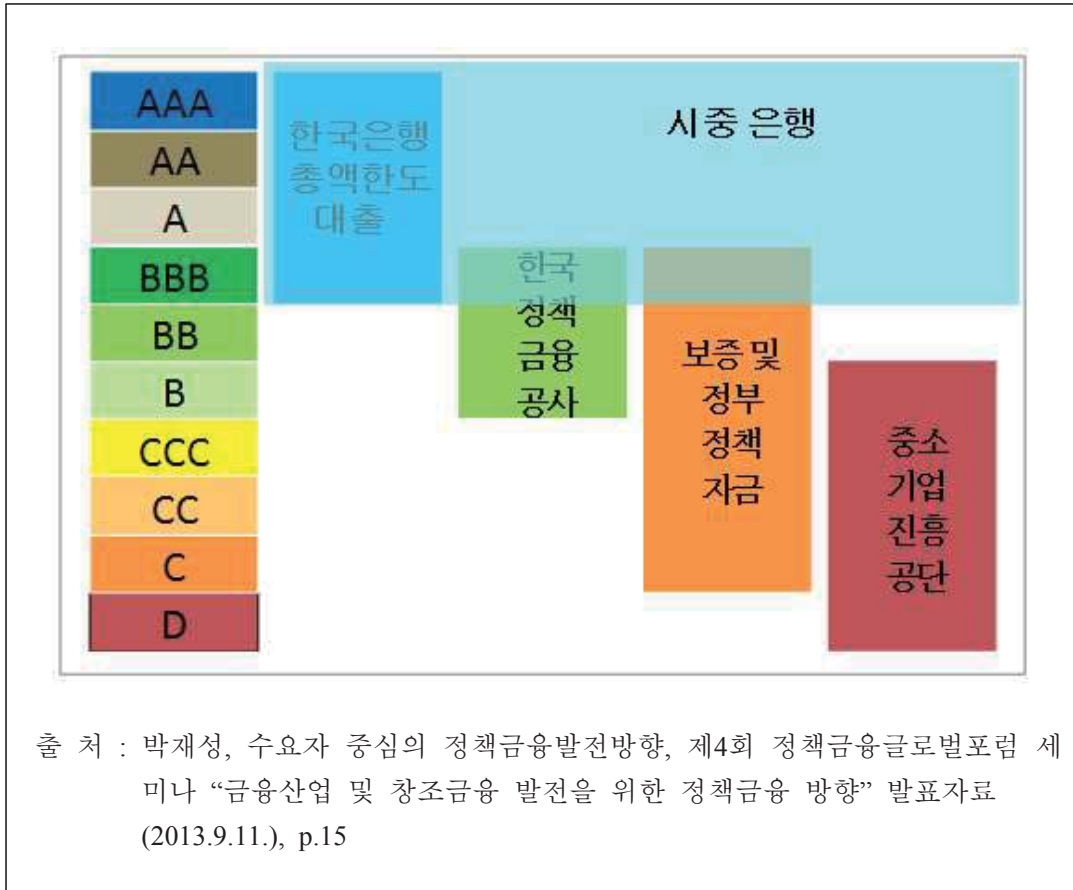 AAA
AA
A
BBB
BB
B
CCC
CC
C
D
한국은행
총액한도
대출
시중 은행
한국
정책
금융
공사
보증 및
정부
정책
자금
중소
기업
진흥
공단
출 처 : 박재성, 수요자 중심의 정책금융발전방향, 제4회 정책금융글로벌포럼 세
미나 “금융산업 및 창조금융 발전을 위한 정책금융 방향” 발표자료
(2013.9.11.), p.15